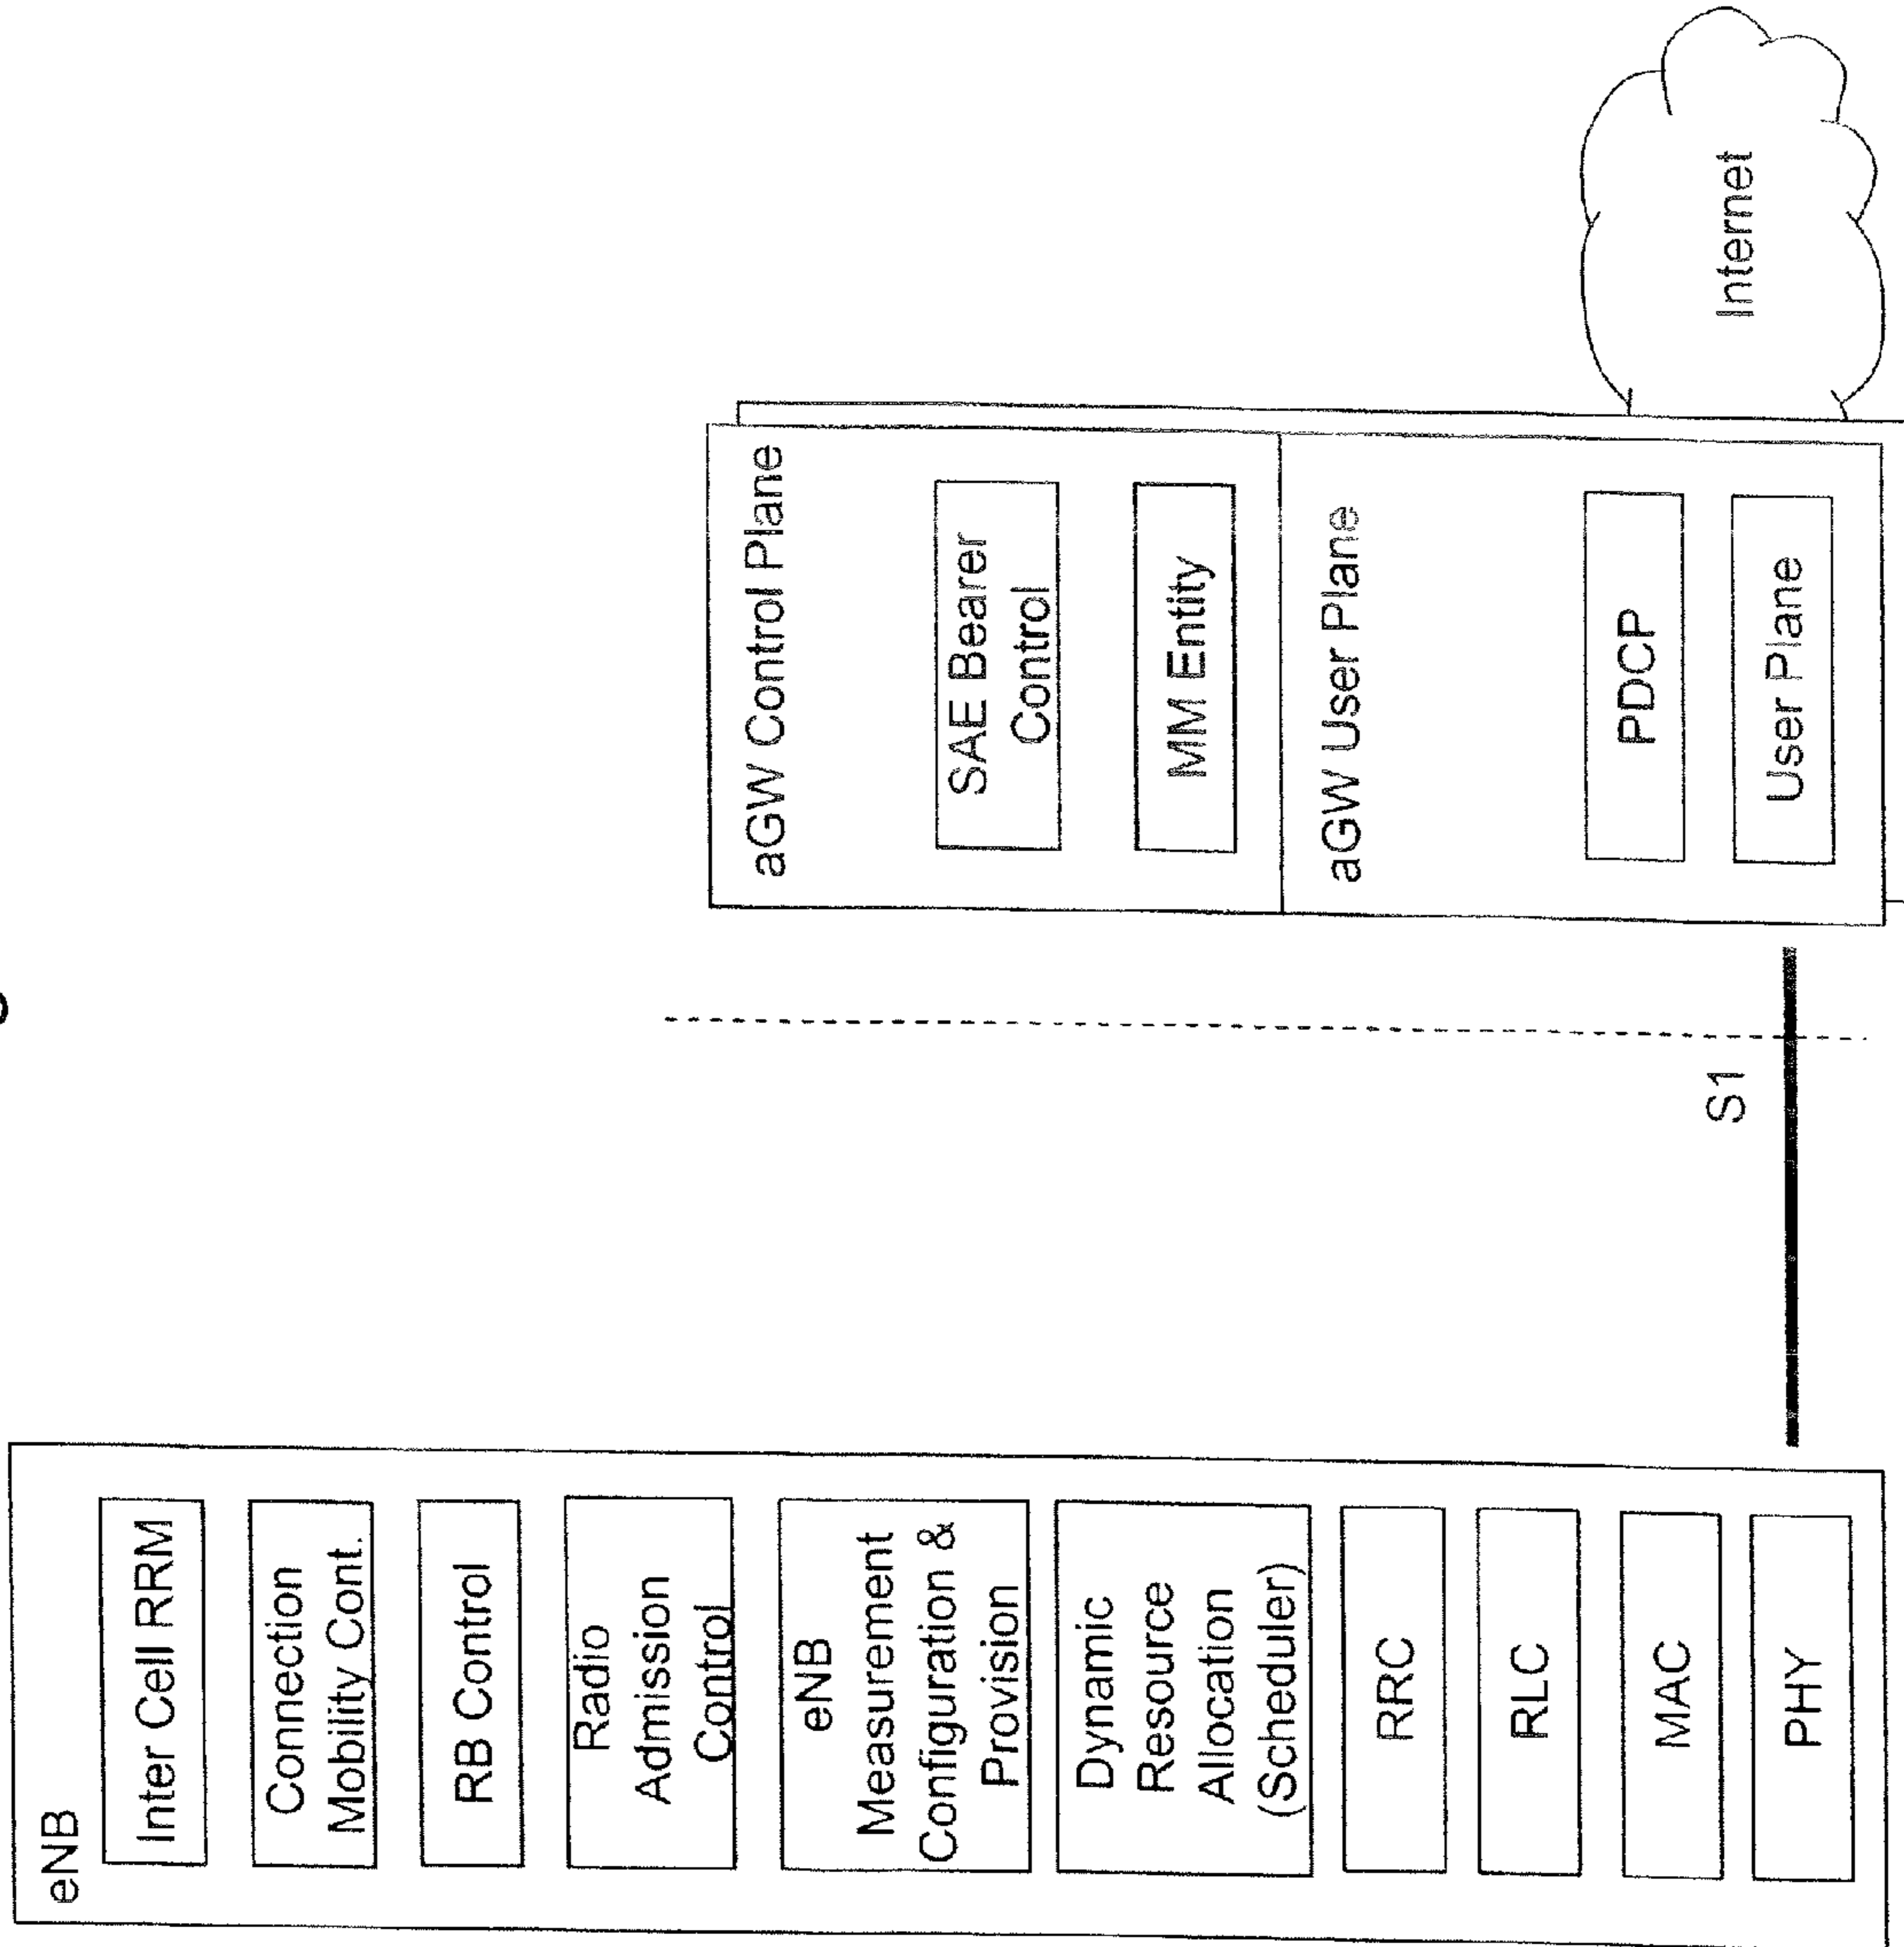 eNB
Inter Cell RRM
Connection
Mobility Cont.
RB Control
Radio
Admission
Control
eNB
Measurement
Configuration &
Provision
Dynamic
Resource
Allocation
(Scheduler)
RRC
RLC
MAC
PHY
S1
aGW Control Plane
SAE Bearer
Control
MM Entity
aGW User Plane
PDCP
User Plane
Internet